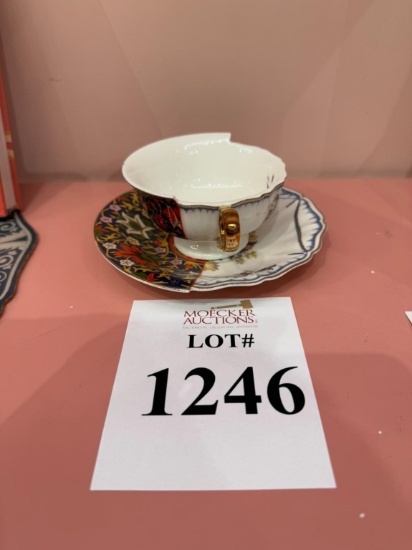 MOECKER
AUCTIONS
LOT#
1246